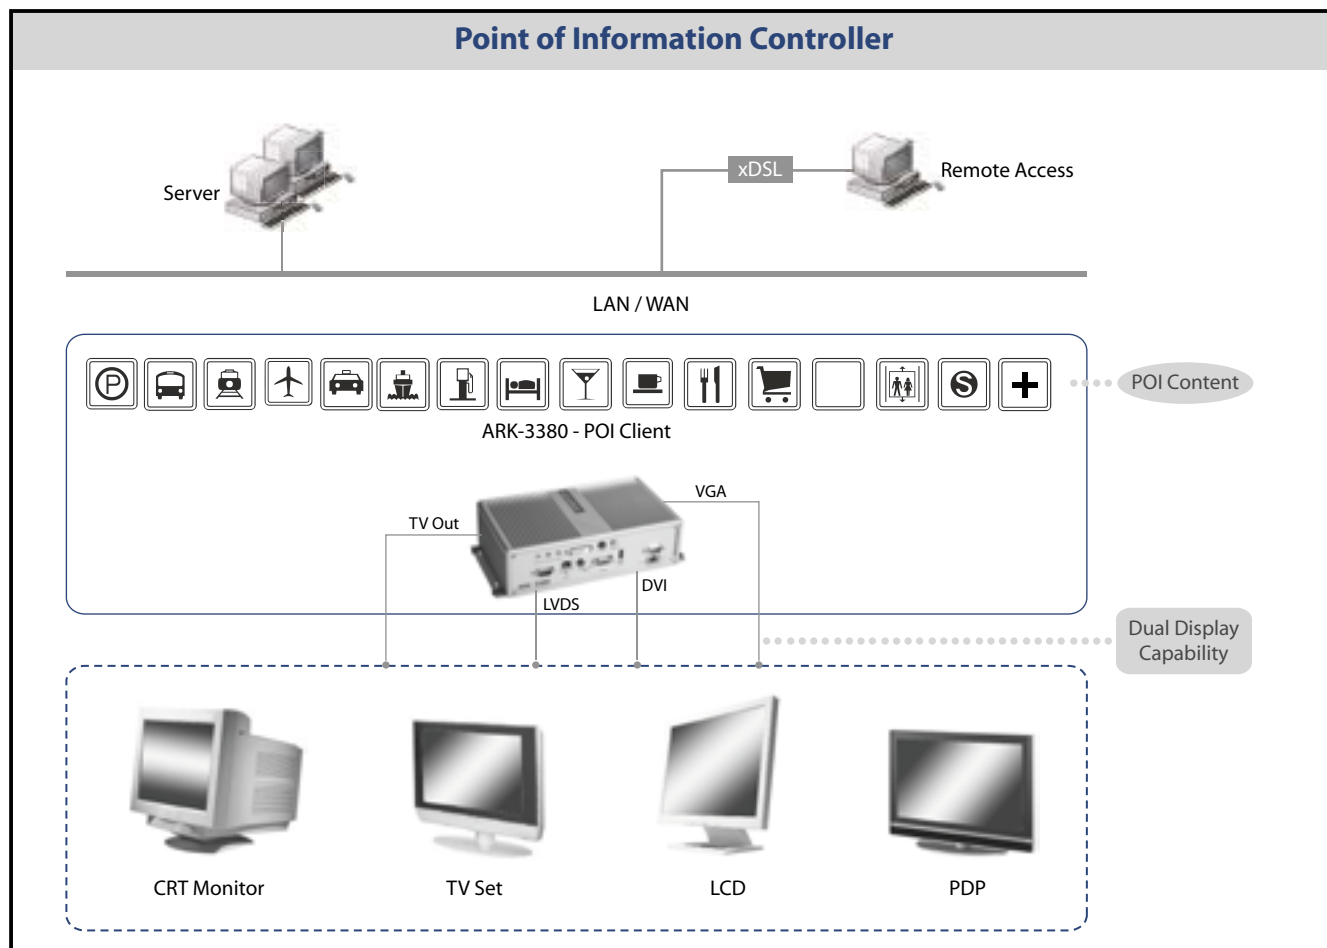 Point of Information Controller
Server
xDSL
Remote Access
LAN / WAN
P
S
POI Content
ARK-3380 - POI Client
VGA
TV Out
DVI
LVDS
Dual Display
Capability
CRT Monitor
TV Set
LCD
PDP